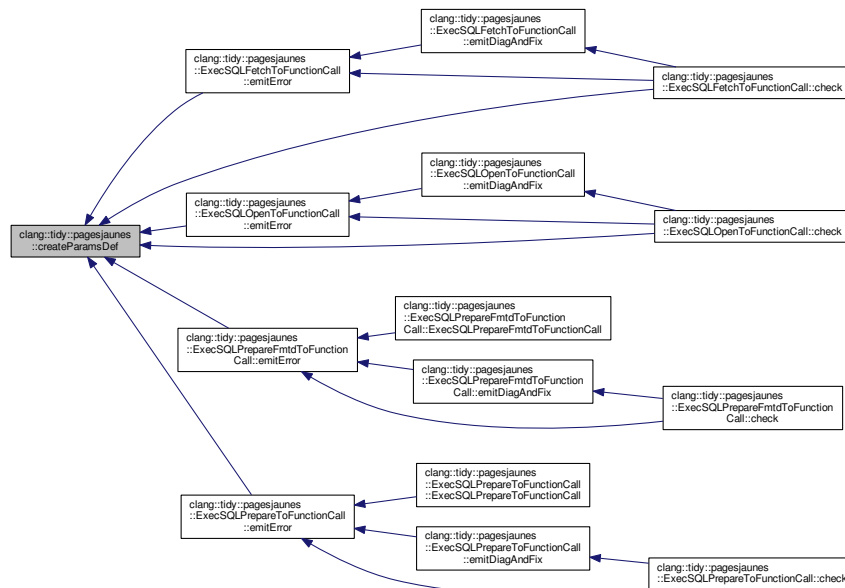 clang::tidy::pagesjaunes
::createParamsDef
clang::tidy::pagesjaunes
::ExecSQLFetchToFunctionCall
::emitError
clang::tidy::pagesjaunes
::ExecSQLFetchToFunctionCall
::emitDiagAndFix
clang::tidy::pagesjaunes
::ExecSQLFetchToFunctionCall::check
clang::tidy::pagesjaunes
::ExecSQLOpenToFunctionCall
::emitError
clang::tidy::pagesjaunes
::ExecSQLOpenToFunctionCall
::emitDiagAndFix
clang::tidy::pagesjaunes
::ExecSQLOpenToFunctionCall::check
clang::tidy::pagesjaunes
::ExecSQLPrepareFmtdToFunction
Call::emitError
clang::tidy::pagesjaunes
::ExecSQLPrepareFmtdToFunction
Call::ExecSQLPrepareFmtdToFunctionCall
clang::tidy::pagesjaunes
::ExecSQLPrepareFmtdToFunction
Call::emitDiagAndFix
clang::tidy::pagesjaunes
::ExecSQLPrepareFmtdToFunction
Call::check
clang::tidy::pagesjaunes
::ExecSQLPrepareToFunctionCall
::emitError
clang::tidy::pagesjaunes
::ExecSQLPrepareToFunctionCall
::ExecSQLPrepareToFunctionCall
clang::tidy::pagesjaunes
::ExecSQLPrepareToFunctionCall
::emitDiagAndFix
clang::tidy::pagesjaunes
::ExecSQLPrepareToFunctionCall::check